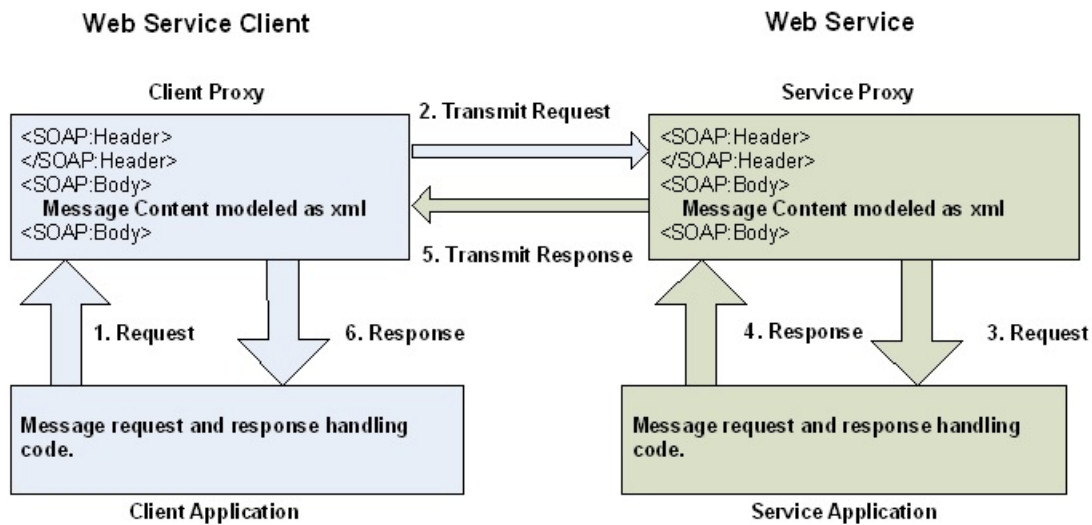 Web Service Client
Web Service
Client Proxy
Service Proxy
2. Transmit Request
<SOAP:Header>
</SOAP:Header>
<SOAP:Body>
Message Content modeled as xml
<SOAP:Body>
<SOAP:Header>
</SOAP:Header>
<SOAP:Body>
Message Content modeled as xml
<SOAP:Body>
5. Transmit Response
1. Request
6. Response
4. Response
3. Request
Message request and response handling
code.
Message request and response handling
code.
Client Application
Service Application